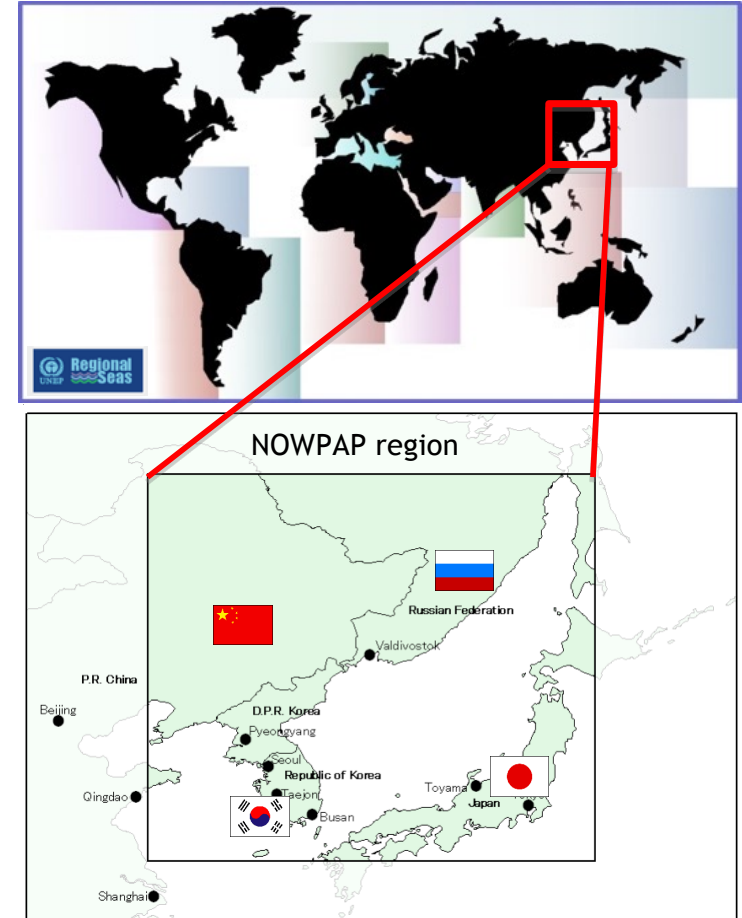 UNEP
Regional
Seas
NOWPAP region
Russian Federation
Valdivostok
P.R. China
Beijing
D.P.R. Korea
Pyeongyang
Seoul
Republic of Korea
Taejon
Qingdao
Busan
Toyama
Japan
Shanghai